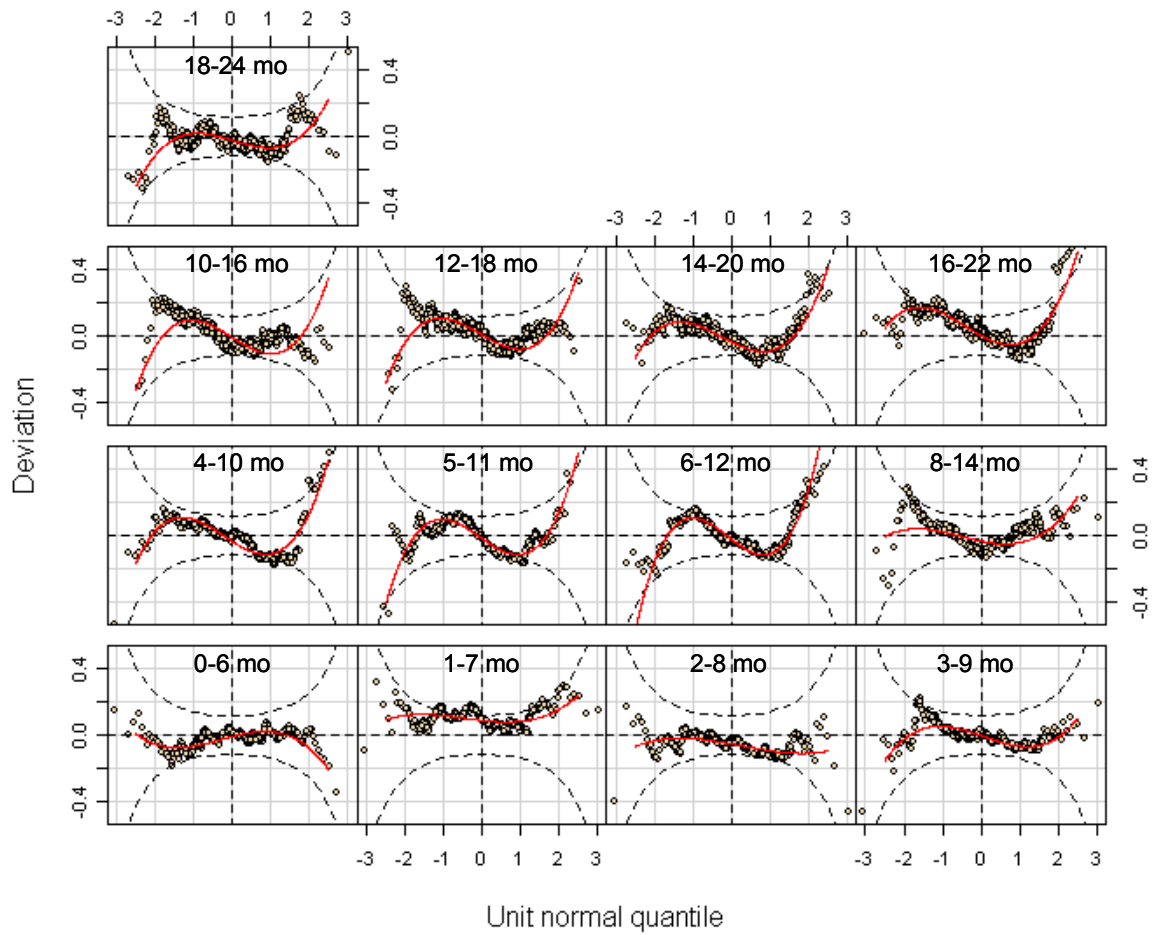 -3 -2 -1 0 1 2 3
18-24 mo
0.4
0.0
-0.4
-3 -2 -1 0 1 2 3
10-16 mo 12-18 mo 14-20 mo 16-22 mo
0.4
0.0
-0.4
Deviation
4-10 mo 5-11 mo 6-12 mo 8-14 mo
0.4
0.0
-0.4
0-6 mo 1-7 mo 2-8 mo 3-9 mo
0.4
0.0
-0.4
-3 -2 -1 0 1 2 3 -3 -2 -1 0 1 2 3
Unit normal quantile